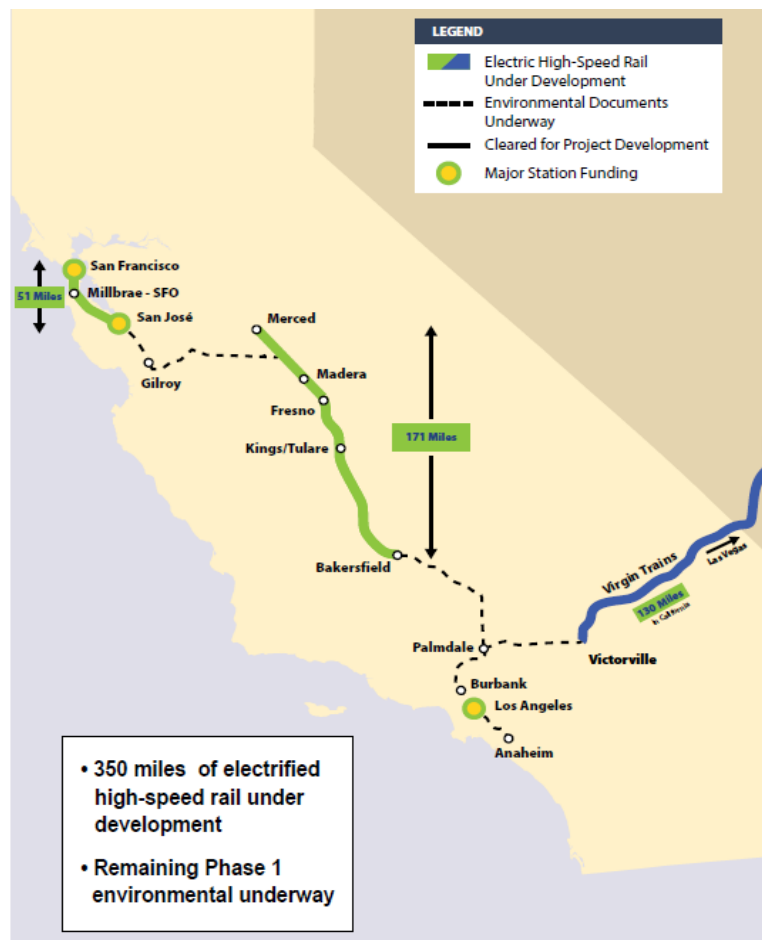 LEGEND
Electric High-Speed Rail
Under Development
Environmental Documents
Underway
Cleared for Project Development
Major Station Funding
San Francisco
51 Miles
Millbrae - SFO
San José
Merced
Gilroy
Madera
Fresno
171 Miles
Kings/Tulare
Bakersfield
Virgin Trains
Las Vegas
130 Miles
In California
Palmdale
Victorville
Burbank
Los Angeles
Anaheim
• 350 miles of electrified
high-speed rail under
development
• Remaining Phase 1
environmental underway